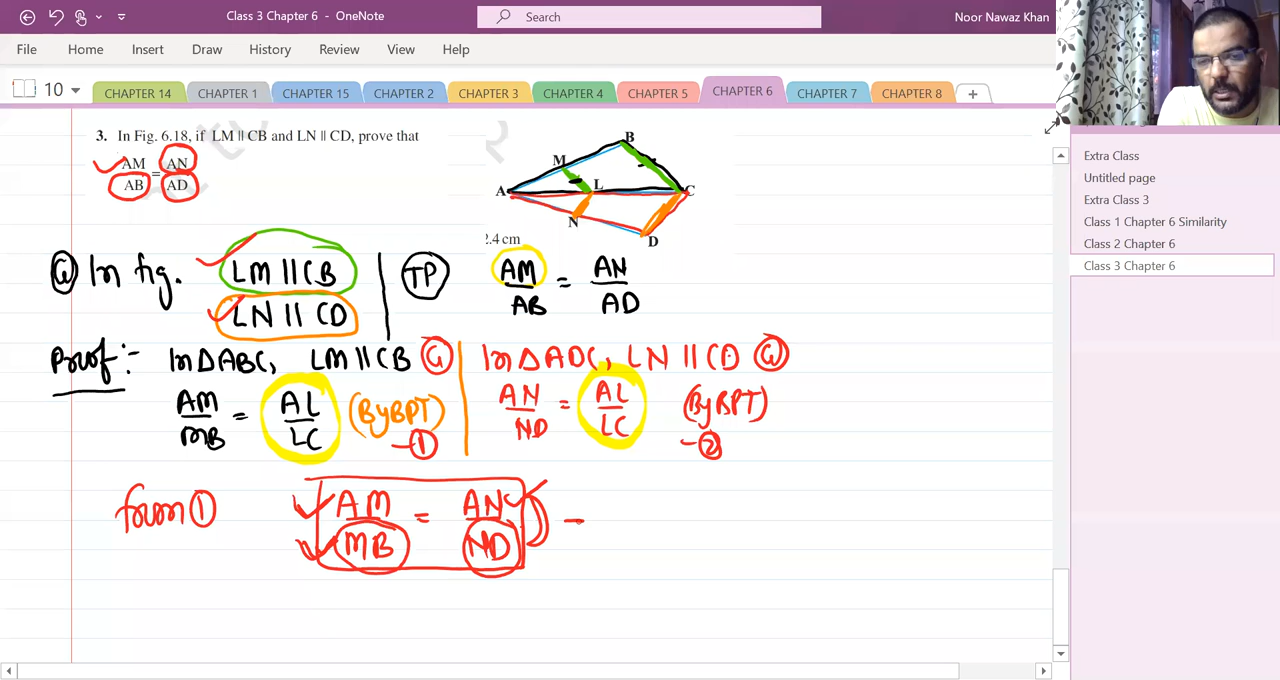 Class 3 Chapter 6 - OneNote
Search
Noor Nawaz Khan
File Home Insert Draw History Review View Help
10 CHAPTER 14 CHAPTER 1 CHAPTER 15 CHAPTER 2 CHAPTER 3 CHAPTER 4 CHAPTER 5 CHAPTER 6 CHAPTER 7 CHAPTER 8 +
Extra Class
Untitled page
Extra Class 3
Class 1 Chapter 6 Similarity
Class 2 Chapter 6
Class 3 Chapter 6
3. In Fig. 6.18, if LM || CB and LN || CD, prove that
AM/AB = AN/AD
B
M
A L C
N
D
2.4 cm
G In fig. LM || CB TP AM/AB = AN/AD
LN || CD
Proof:- In Δ ABC, LM || CB G In Δ ADC, LN || CD G
AM/MB = AL/LC (By BPT) -1 AN/ND = AL/LC (By BPT) -2
from 1 AM/MB = AN/ND -